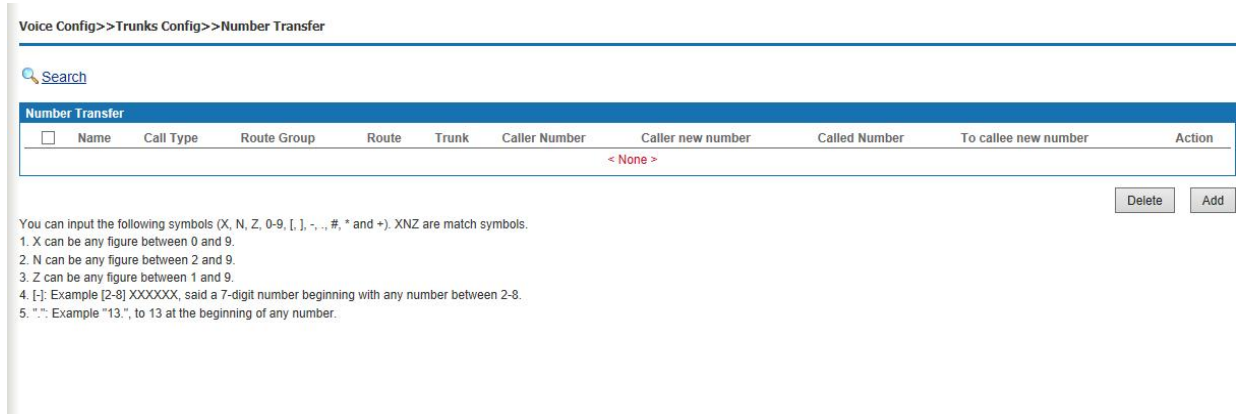 Voice Config>>Trunks Config>>Number Transfer
Search
Number Transfer
Name Call Type Route Group Route Trunk Caller Number Caller new number Called Number To callee new number Action
< None >
Delete Add
You can input the following symbols (X, N, Z, 0-9, [, ], -, ., #, * and +). XNZ are match symbols.
1. X can be any figure between 0 and 9.
2. N can be any figure between 2 and 9.
3. Z can be any figure between 1 and 9.
4. [-]: Example [2-8] XXXXXX, said a 7-digit number beginning with any number between 2-8.
5. ".": Example "13.", to 13 at the beginning of any number.